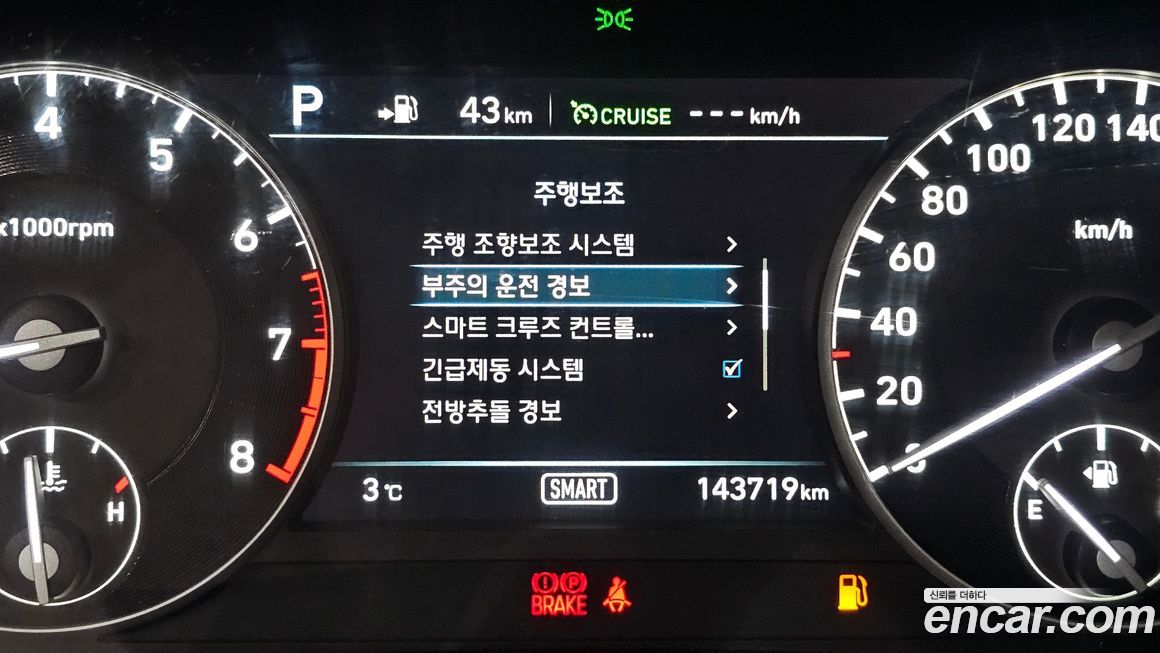 P
43 km
CRUISE --- km/h
4
5
6
7
8
x1000rpm
H
주행보조
주행 조향보조 시스템
부주의 운전 경보
스마트 크루즈 컨트롤...
긴급제동 시스템
전방추돌 경보
3℃
SMART
143719km
0
20
40
60
80
100
120
140
km/h
E
P
BRAKE
신뢰를 더하다
encar.com